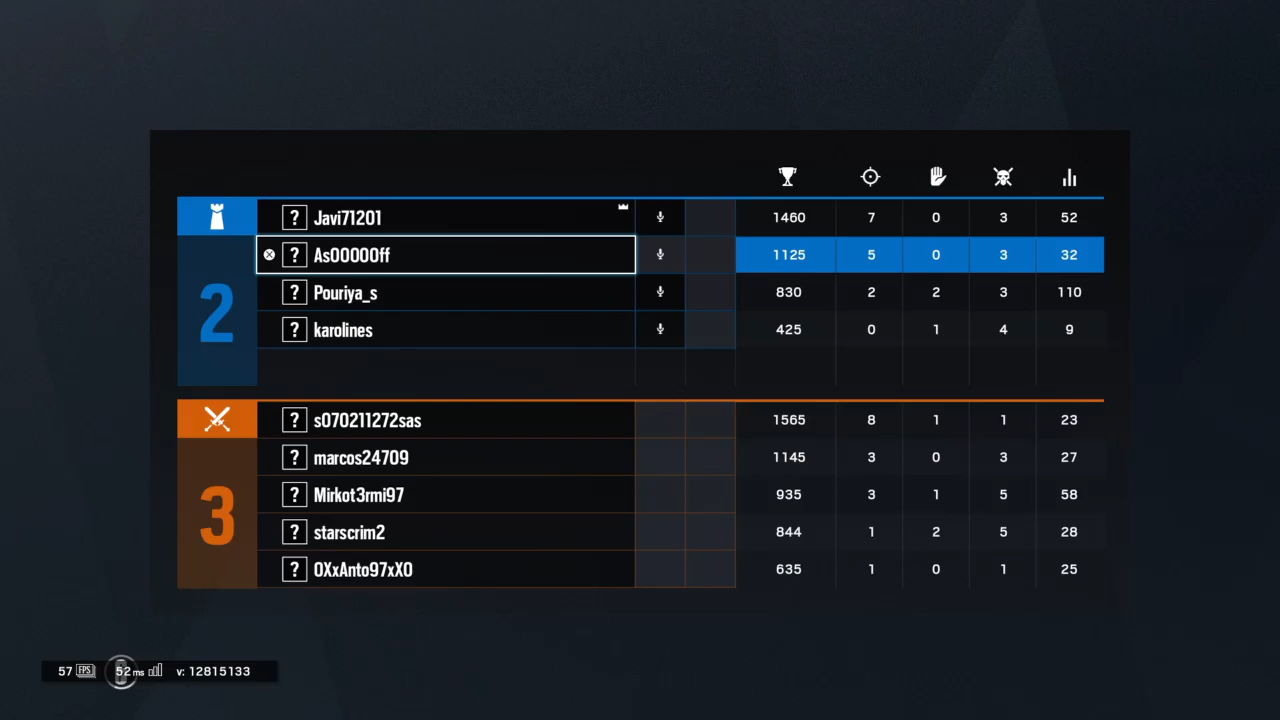 ? Javi71201 1460 7 0 3 52
? As00000ff 1125 5 0 3 32
2
? Pouriya_s 830 2 2 3 110
? karolines 425 0 1 4 9
? s070211272sas 1565 8 1 1 23
? marcos24709 1145 3 0 3 27
3
? Mirkot3rmi97 935 3 1 5 58
? starscrim2 844 1 2 5 28
? OXxAnto97xXO 635 1 0 1 25
57 FPS 52 ms v: 12815133